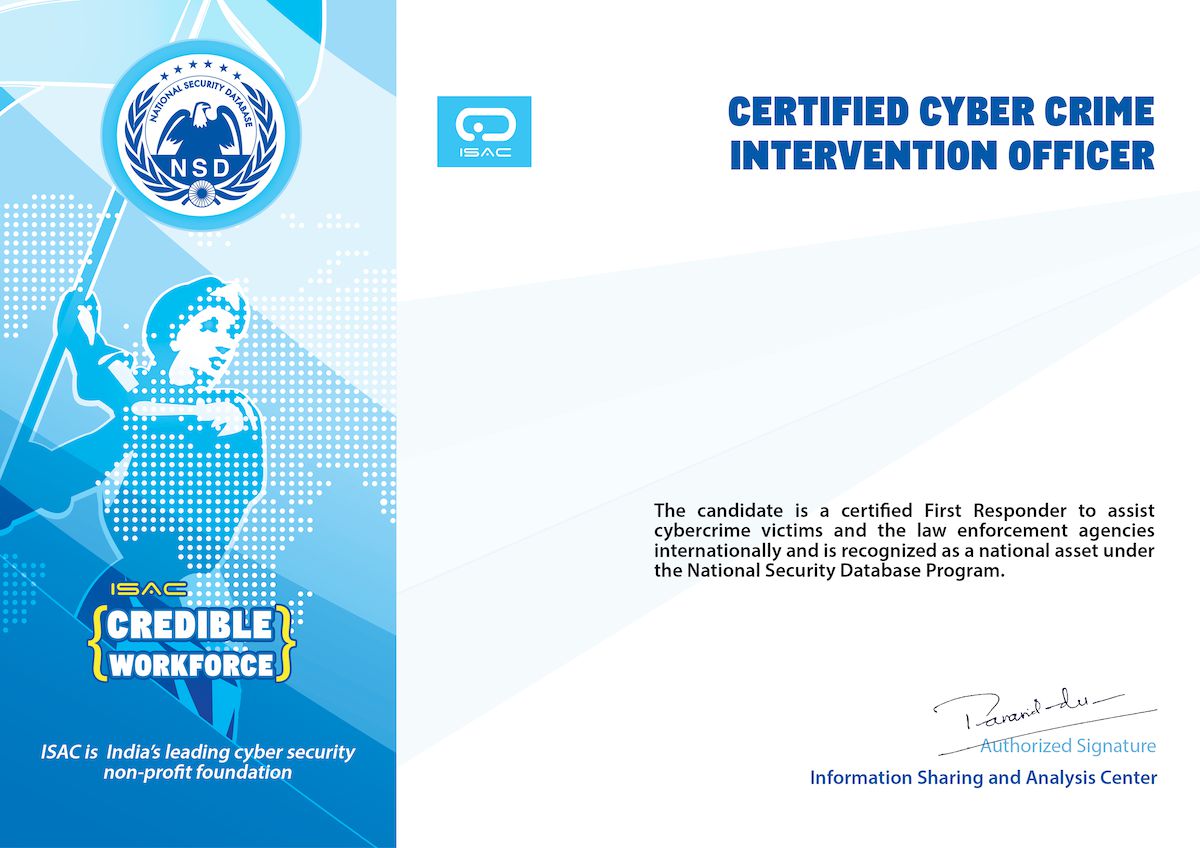 NATIONAL SECURITY DATABASE
NSD
ISAC
CERTIFIED CYBER CRIME
INTERVENTION OFFICER
The candidate is a certified First Responder to assist
cybercrime victims and the law enforcement agencies
internationally and is recognized as a national asset under
the National Security Database Program.
ISAC
{CREDIBLE
WORKFORCE}
ISAC is India's leading cyber security
non-profit foundation
Authorized Signature
Information Sharing and Analysis Center